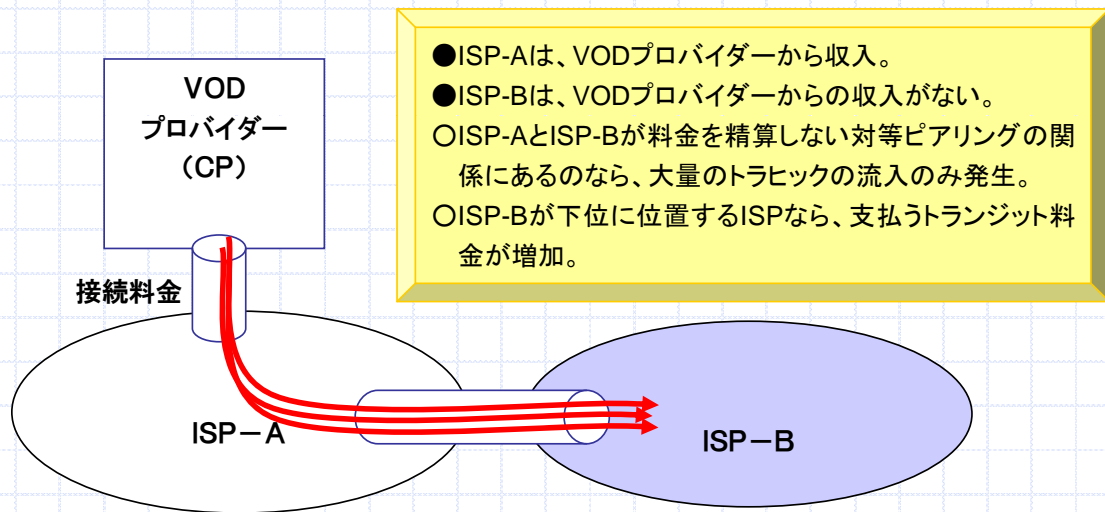 VOD
プロバイダー
（CP）
●ISP-Aは、VODプロバイダーから収入。
●ISP-Bは、VODプロバイダーからの収入がない。
○ISP-AとISP-Bが料金を精算しない対等ピアリングの関
係にあるのなら、大量のトラヒックの流入のみ発生。
○ISP-Bが下位に位置するISPなら、支払うトランジット料
金が増加。
接続料金
ISP－A
ISP－B